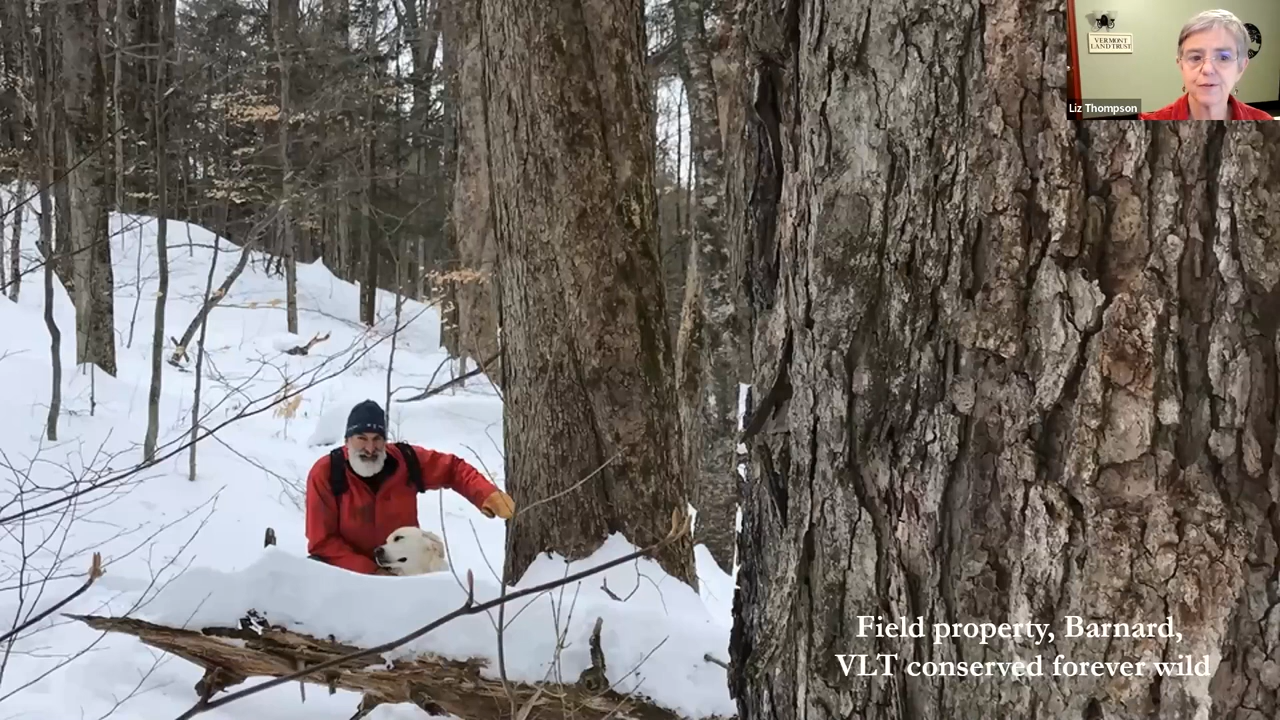 VERMONT
LAND TRUST
Liz Thompson
Field property, Barnard,
VLT conserved forever wild